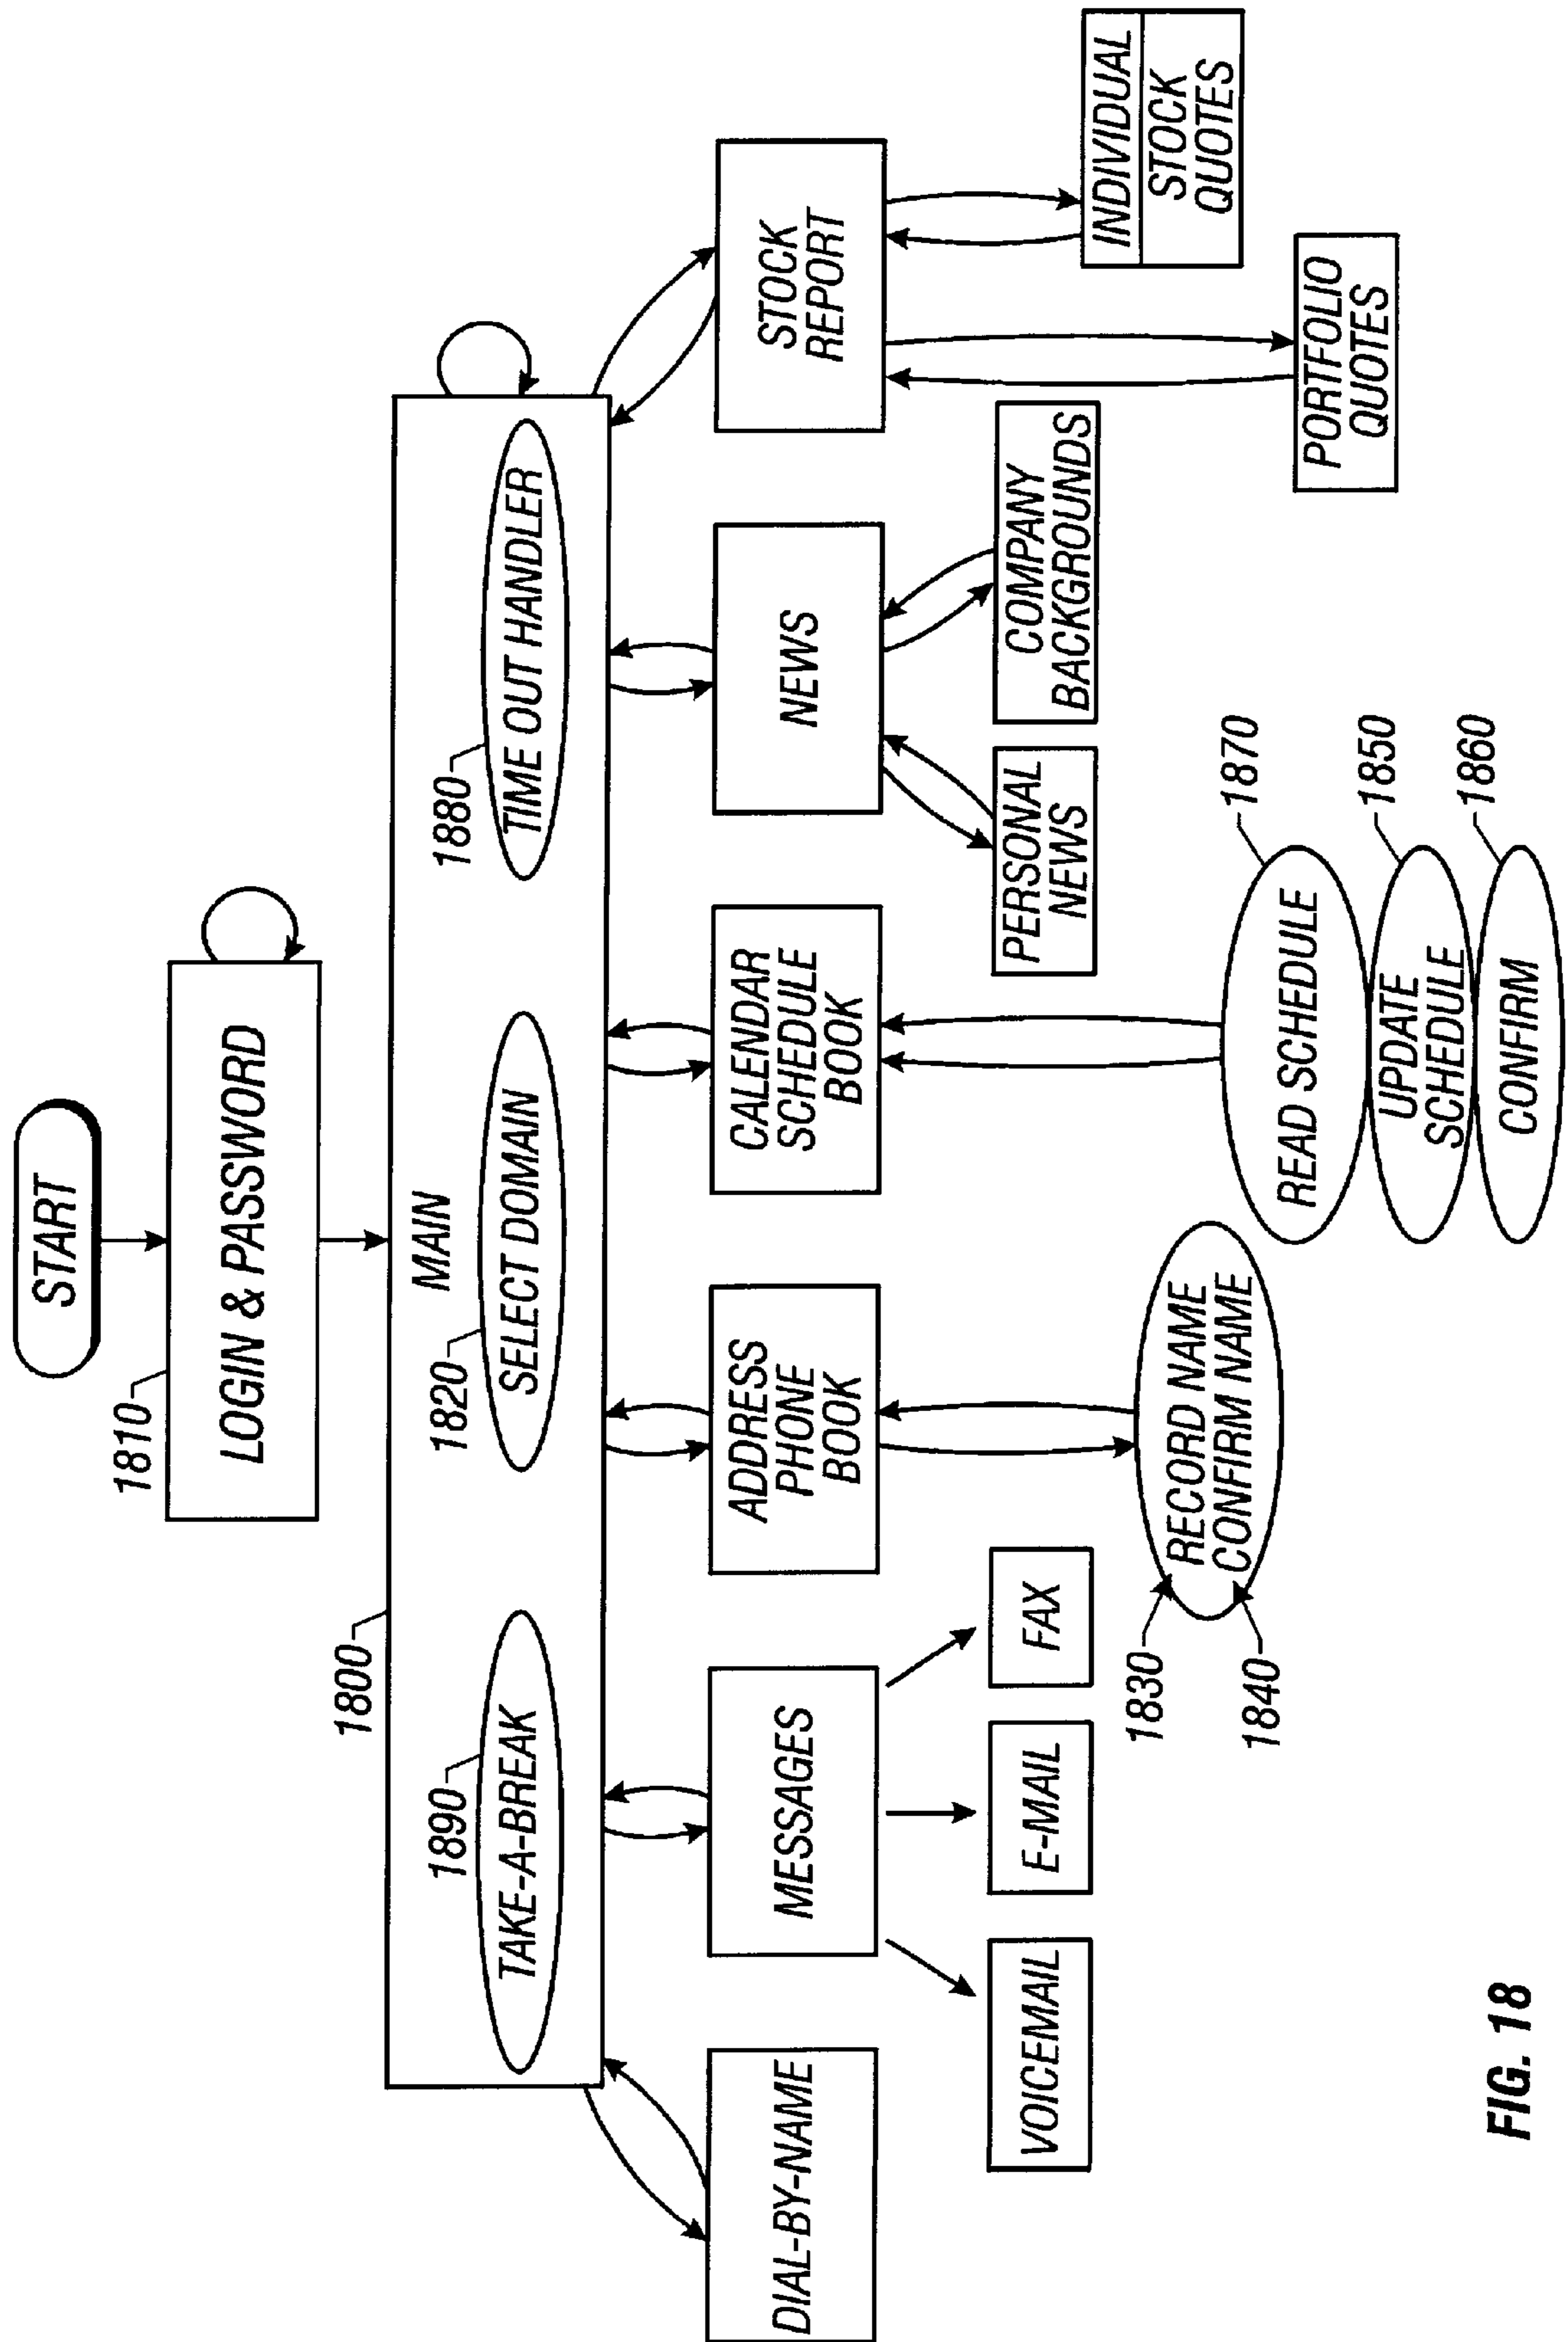 START
1810
LOGIN & PASSWORD
1800
MAIN
1890
TAKE-A-BREAK
1820
SELECT DOMAIN
1880
TIME OUT HANDLER
DIAL-BY-NAME
MESSAGES
ADDRESS
PHONE
BOOK
CALENDAR
SCHEDULE
BOOK
NEWS
STOCK
REPORT
VOICEMAIL
E-MAIL
FAX
PERSONAL
NEWS
COMPANY
BACKGROUNDS
INDIVIDUAL
STOCK
QUOTES
1830
RECORD NAME
1840
CONFIRM NAME
READ SCHEDULE
1870
UPDATE
SCHEDULE
1850
CONFIRM
1860
PORTFOLIO
QUOTES
FIG. 18